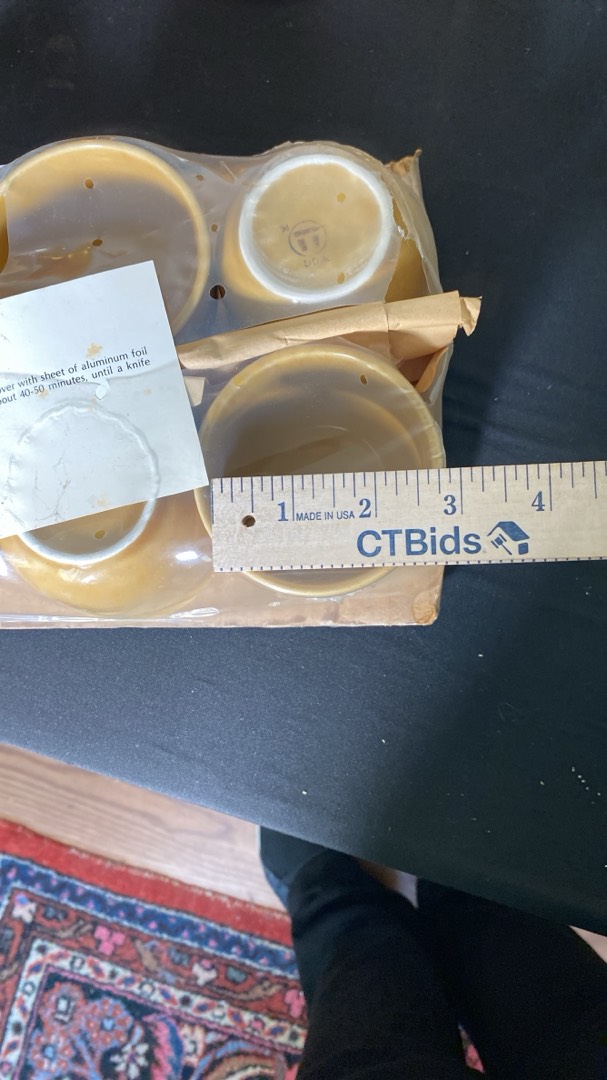 over with sheet of aluminum foil
out 40-50 minutes, until a knife
1 MADE IN USA 2 3 4
CTBids